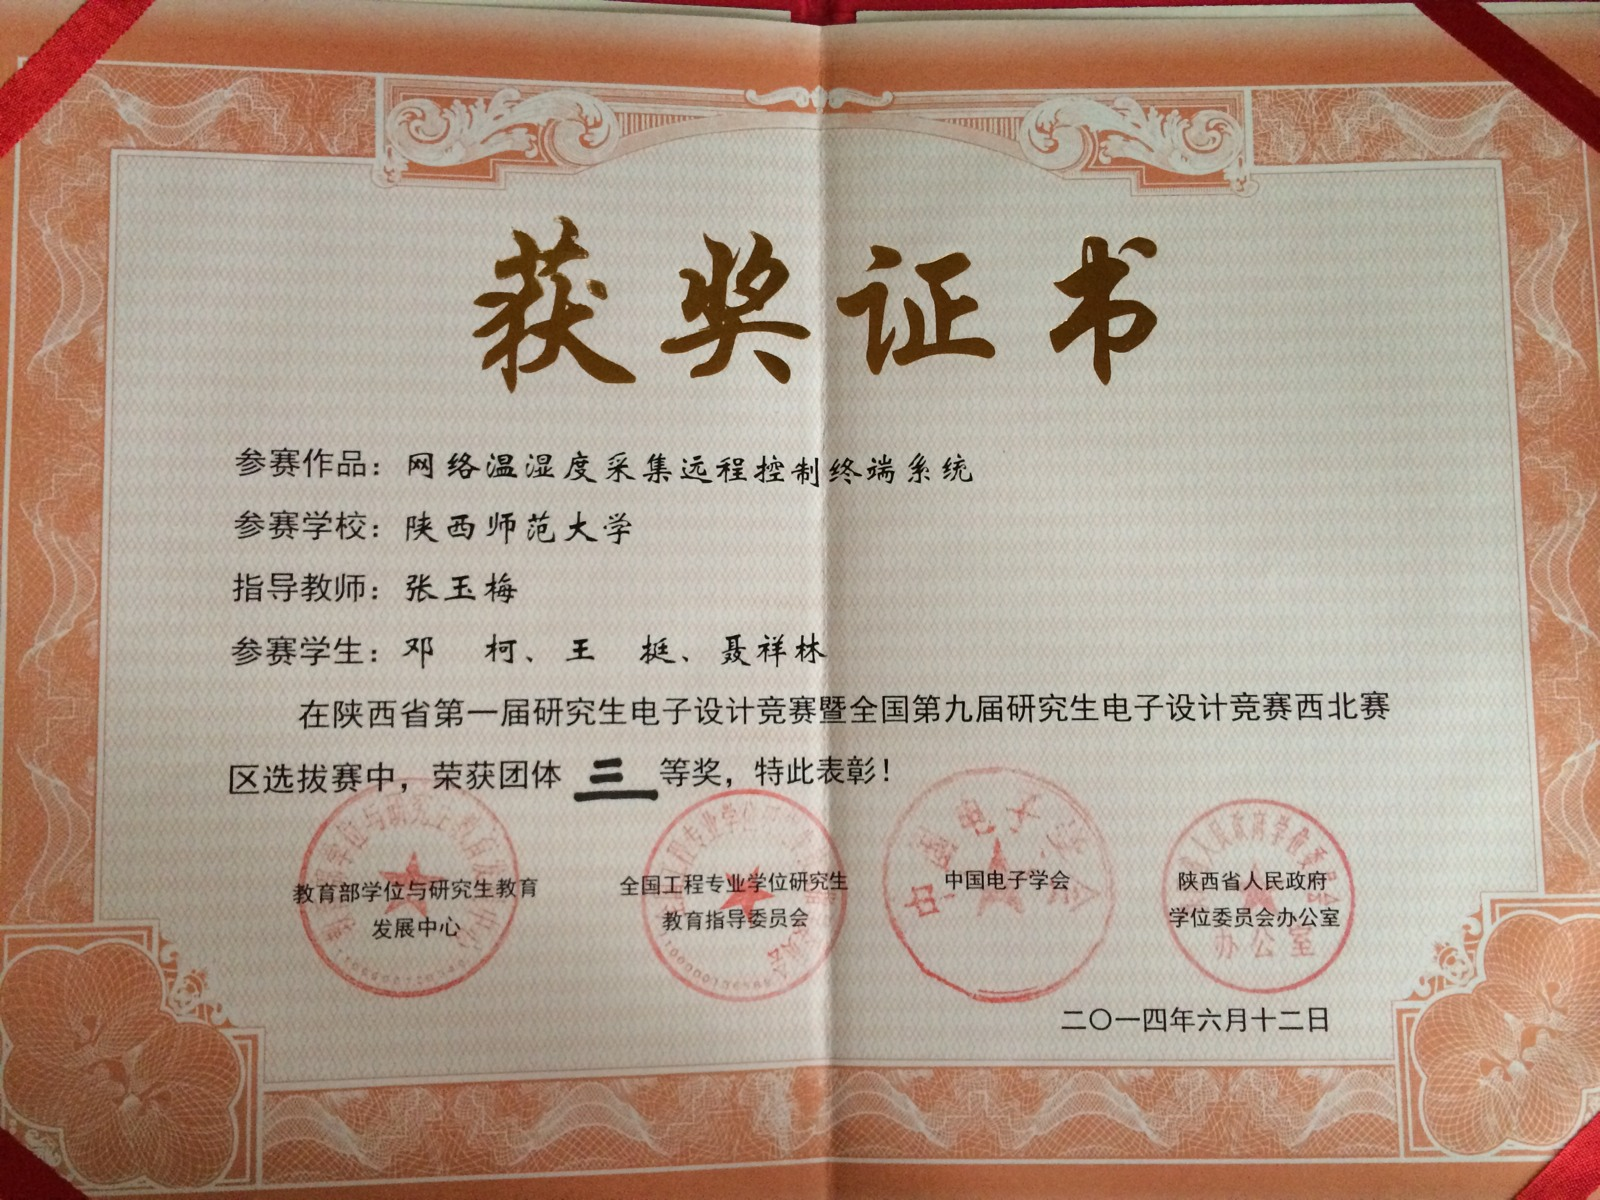 获奖证书
参赛作品：网络温湿度采集远程控制终端系统
参赛学校：陕西师范大学
指导教师：张玉梅
参赛学生：邓 柯、王 挺、聂祥林
在陕西省第一届研究生电子设计竞赛暨全国第九届研究生电子设计竞赛西北赛
区选拔赛中，荣获团体 三 等奖，特此表彰！
教育部学位与研究生教育
发展中心
全国工程专业学位研究生
教育指导委员会
中国电子学会
陕西省人民政府
学位委员会办公室
办公室
二〇一四年六月十二日